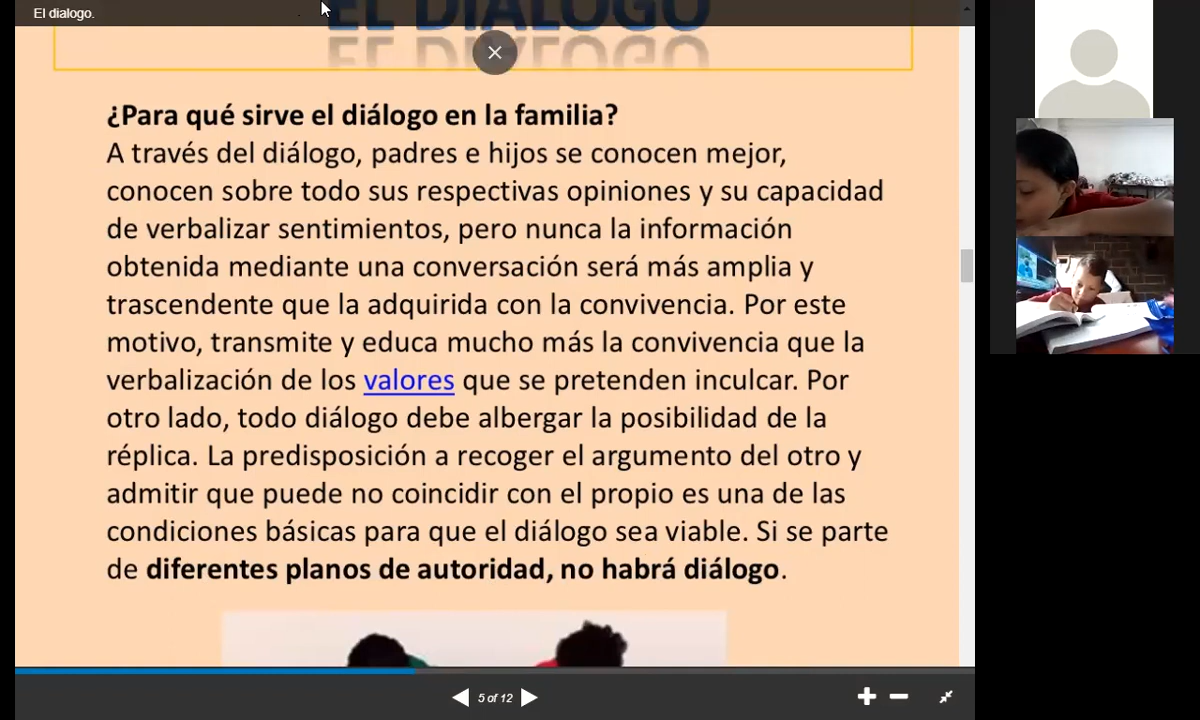 El dialogo.
EL DIALOGO
¿Para qué sirve el diálogo en la familia?
A través del diálogo, padres e hijos se conocen mejor,
conocen sobre todo sus respectivas opiniones y su capacidad
de verbalizar sentimientos, pero nunca la información
obtenida mediante una conversación será más amplia y
trascendente que la adquirida con la convivencia. Por este
motivo, transmite y educa mucho más la convivencia que la
verbalización de los valores que se pretenden inculcar. Por
otro lado, todo diálogo debe albergar la posibilidad de la
réplica. La predisposición a recoger el argumento del otro y
admitir que puede no coincidir con el propio es una de las
condiciones básicas para que el diálogo sea viable. Si se parte
de diferentes planos de autoridad, no habrá diálogo.
5 of 12